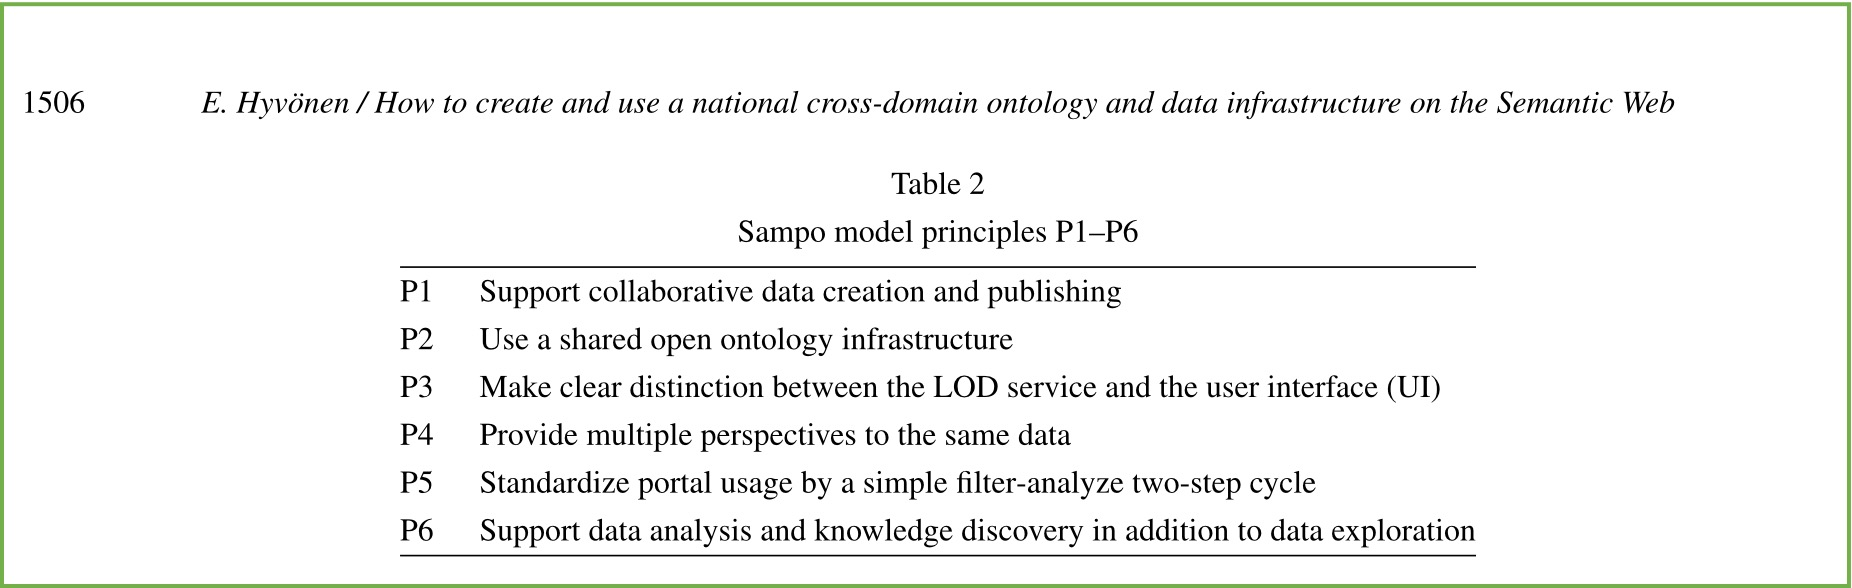 1506 E. Hyvönen / How to create and use a national cross-domain ontology and data infrastructure on the Semantic Web
Table 2
Sampo model principles P1–P6
P1 Support collaborative data creation and publishing
P2 Use a shared open ontology infrastructure
P3 Make clear distinction between the LOD service and the user interface (UI)
P4 Provide multiple perspectives to the same data
P5 Standardize portal usage by a simple filter-analyze two-step cycle
P6 Support data analysis and knowledge discovery in addition to data exploration